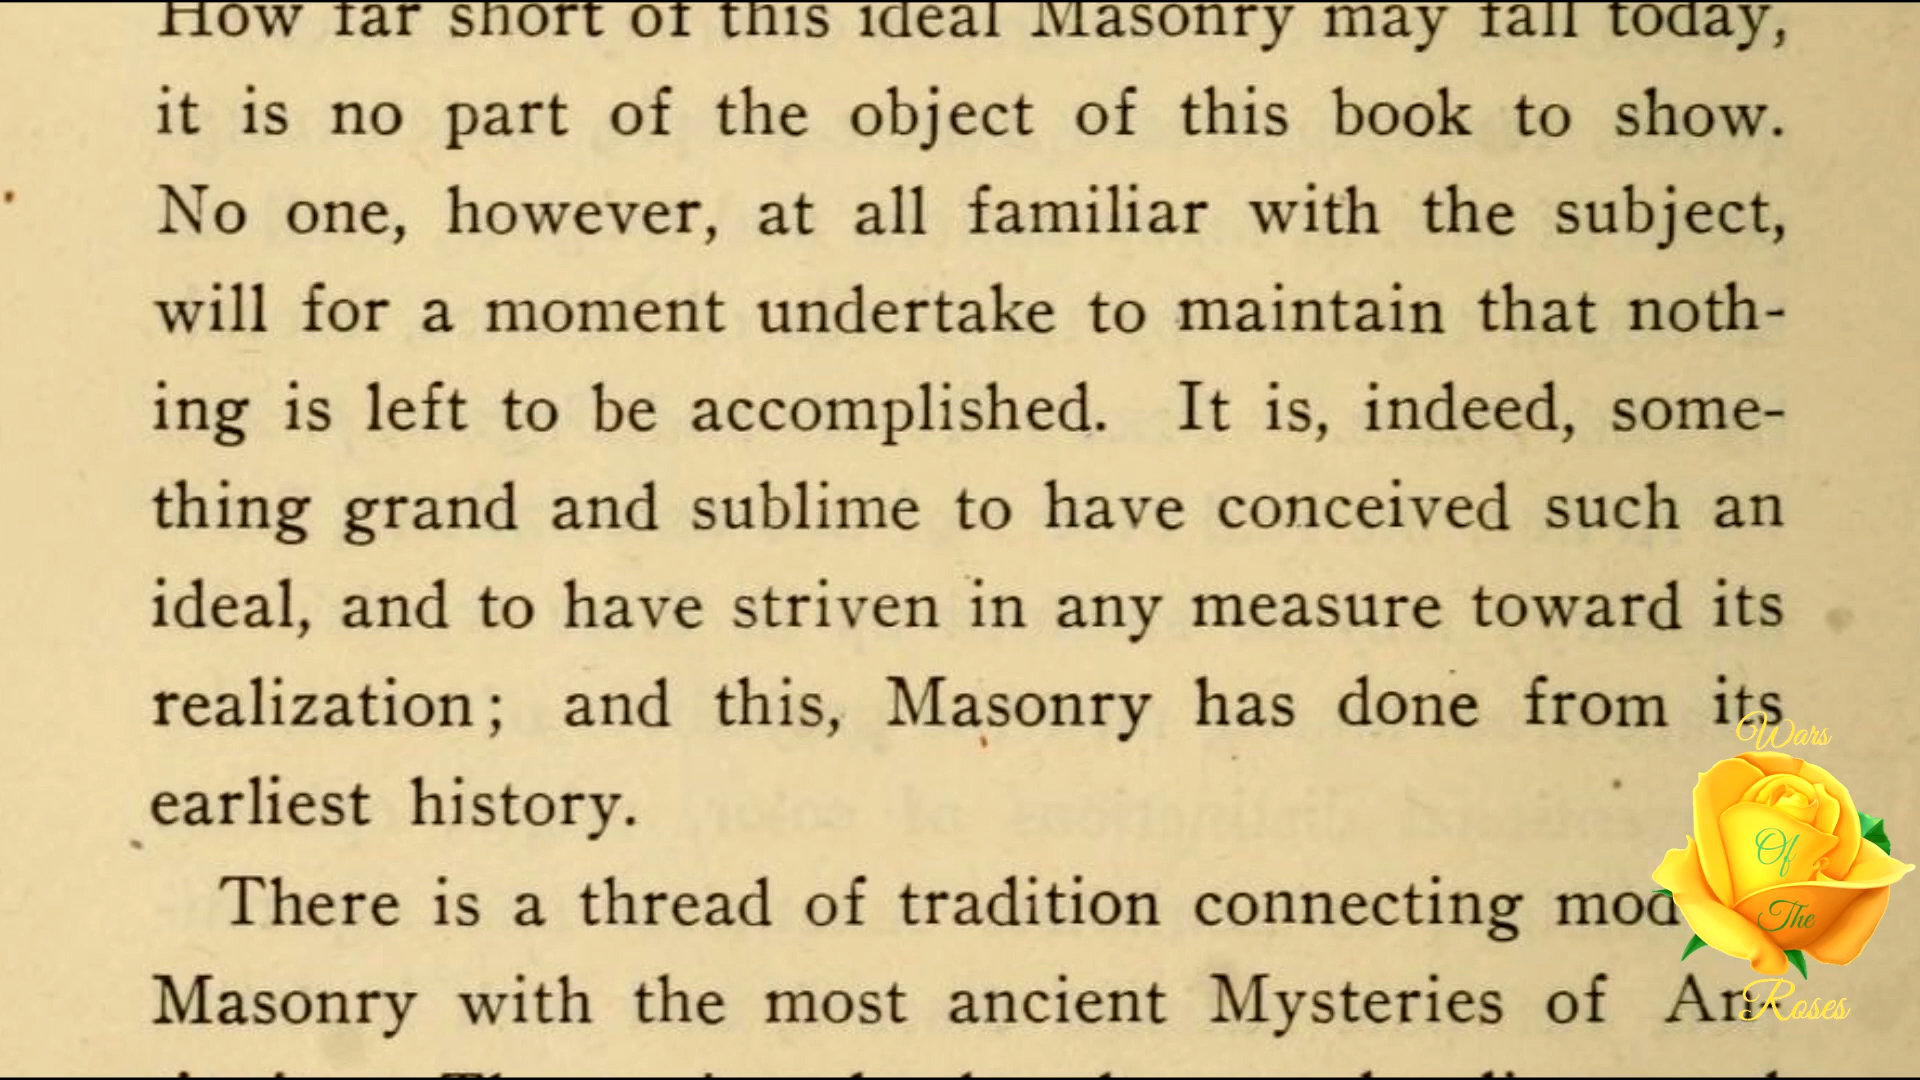 How far short of this ideal Masonry may fall today,
it is no part of the object of this book to show.
No one, however, at all familiar with the subject,
will for a moment undertake to maintain that noth-
ing is left to be accomplished. It is, indeed, some-
thing grand and sublime to have conceived such an
ideal, and to have striven in any measure toward its
realization; and this, Masonry has done from its
earliest history.
There is a thread of tradition connecting mod
Masonry with the most ancient Mysteries of An-
Wars
Of
The
Roses